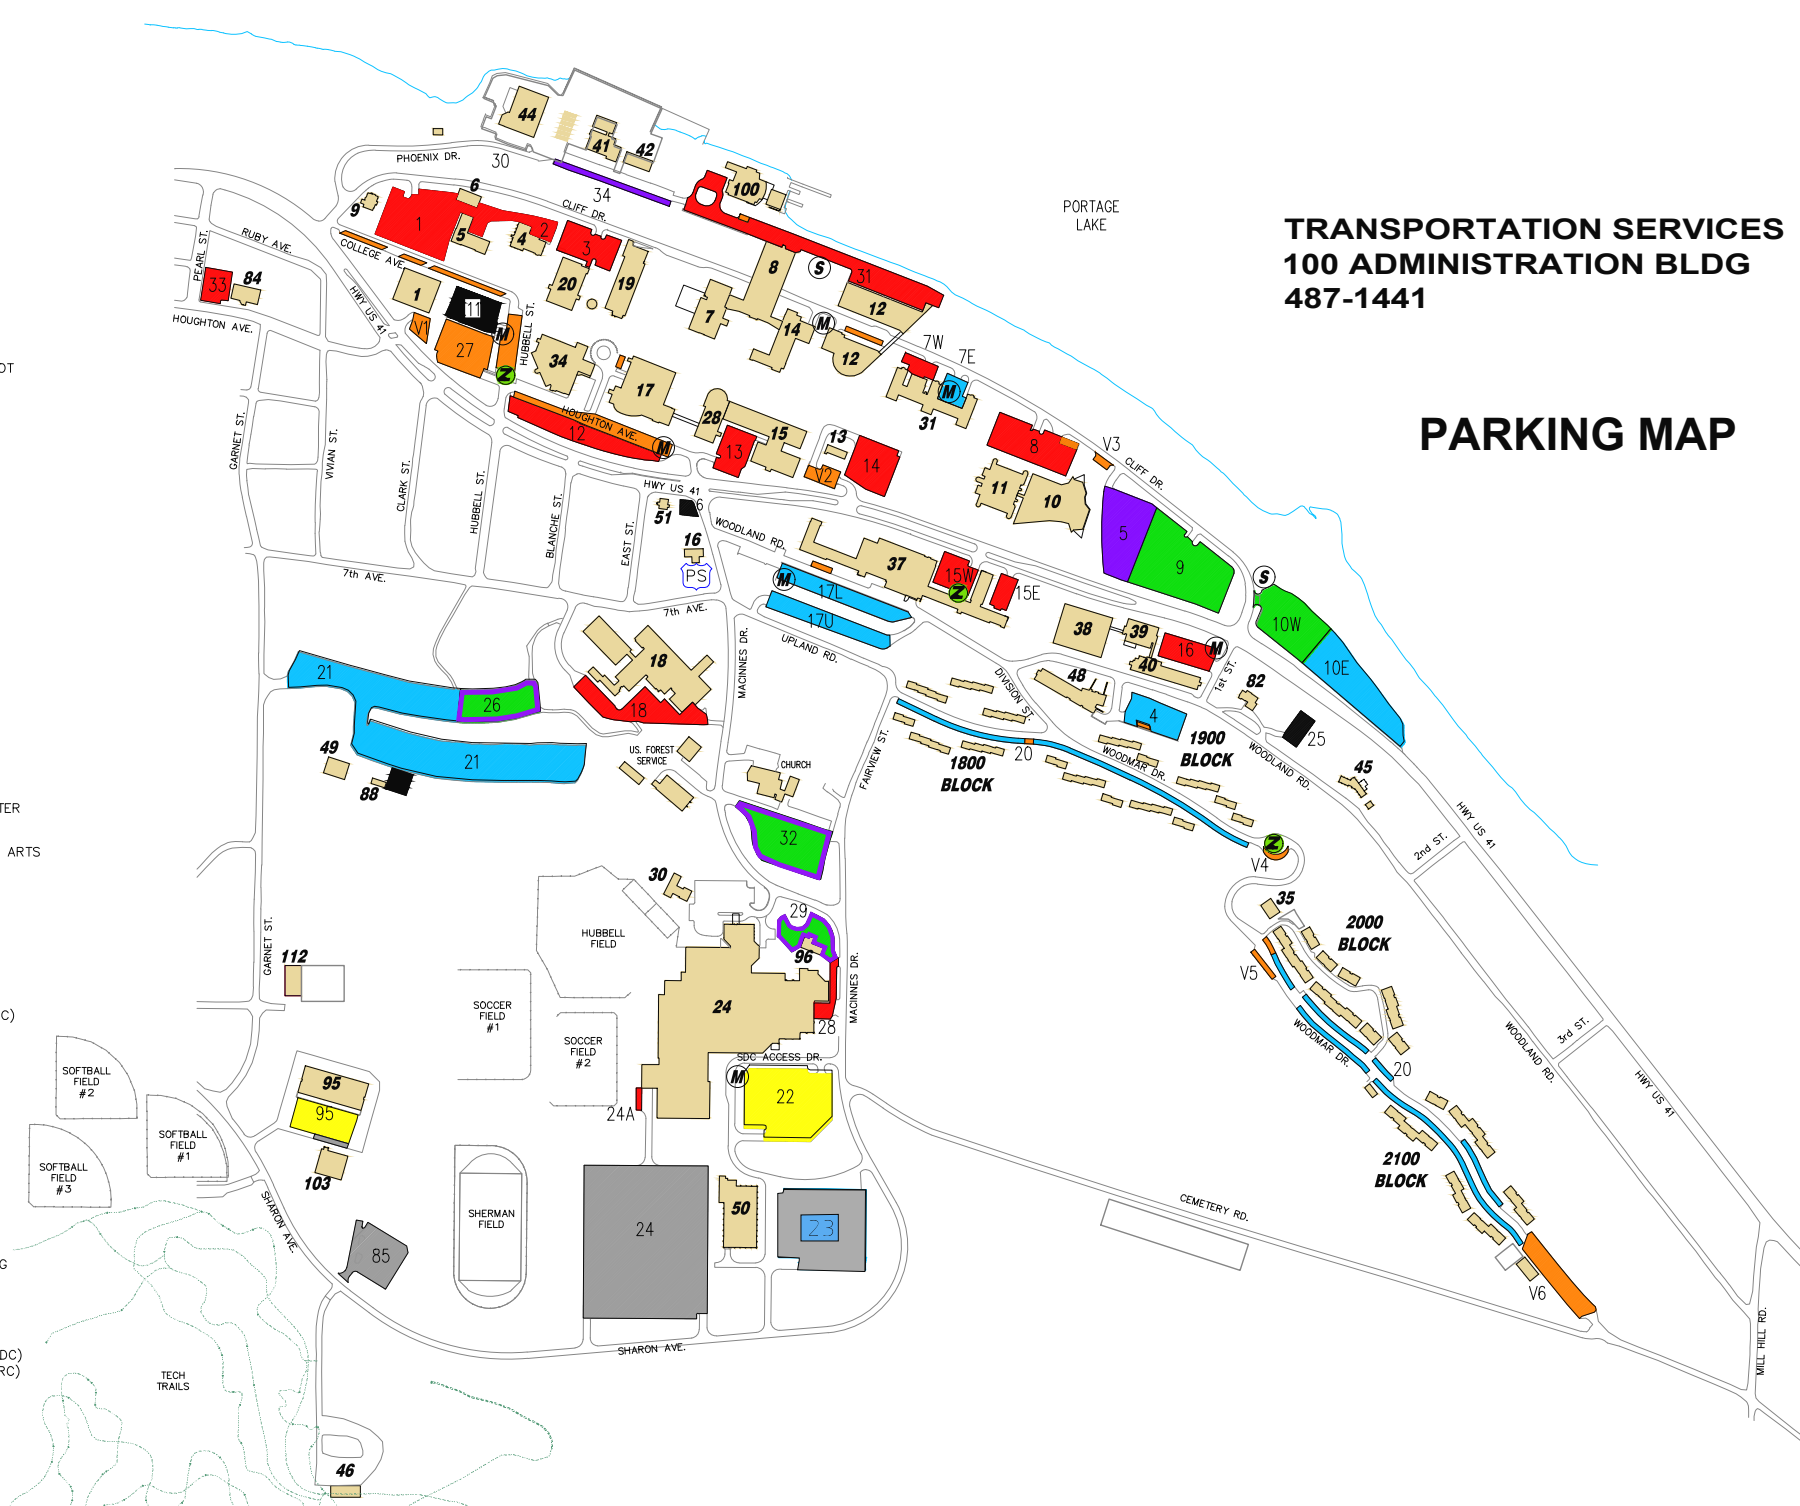 TRANSPORTATION SERVICES
100 ADMINISTRATION BLDG
487-1441
PARKING MAP
PORTAGE
LAKE
44
41
42
PHOENIX DR.
30
34
100
6
9
1
2
5
4
3
CLIFF DR.
COLLEGE AVE.
RUBY AVE.
PEARL ST.
33
84
HOUGHTON AVE.
HWY US 41
1
11
M
V1
27
Z
HUBBELL ST.
20
19
34
17
7
8
S
31
12
14
M
12
7W
7E
M
31
28
15
13
13
V2
14
HOUGHTON AVE.
12
M
8
V3
CLIFF DR.
11
10
5
9
S
10W
10E
GARNET ST.
VIVIAN ST.
CLARK ST.
HUBBELL ST.
BLANCHE ST.
EAST ST.
HWY US 41
51
6
16
PS
WOODLAND RD.
7th AVE.
7th AVE.
37
15W
Z
15E
M
17L
17U
UPLAND RD.
38
39
40
16
M
48
1st ST.
82
4
25
1900
BLOCK
DIVISION ST.
MACINNES DR.
18
18
21
26
21
49
88
US. FOREST
SERVICE
CHURCH
FAIRVIEW ST.
1800
BLOCK
20
WOODMAR DR.
WOODLAND RD.
45
HWY US 41
2nd ST.
32
Z
V4
35
2000
BLOCK
V5
WOODMAR DR.
20
WOODLAND RD.
3rd ST.
HWY US 41
30
HUBBELL
FIELD
29
96
24
28
MACINNES DR.
SDC ACCESS DR.
M
22
24A
GARNET ST.
112
SOCCER
FIELD
#1
SOCCER
FIELD
#2
SOFTBALL
FIELD
#2
SOFTBALL
FIELD
#1
SOFTBALL
FIELD
#3
95
95
103
SHARON AVE.
85
SHERMAN
FIELD
24
50
23
CEMETERY RD.
2100
BLOCK
V6
MILL HILL RD.
SHARON AVE.
TECH
TRAILS
46
OT
TER
ARTS
C)
G
DC)
RC)